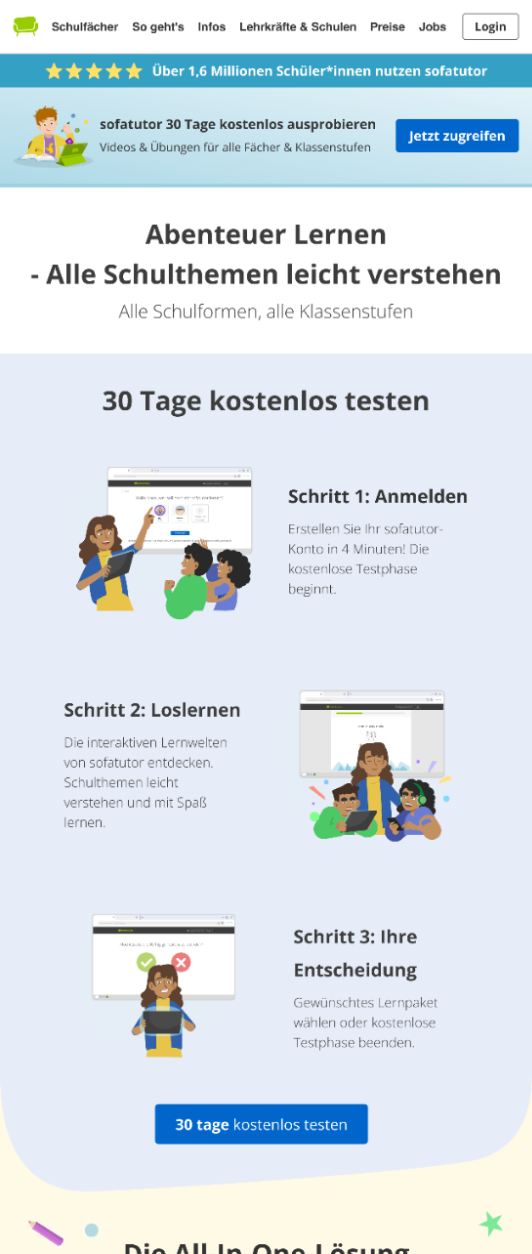 Schulfächer So geht's Infos Lehrkräfte & Schulen Preise Jobs Login
Über 1,6 Millionen Schüler*innen nutzen sofatutor
sofatutor 30 Tage kostenlos ausprobieren
Videos & Übungen für alle Fächer & Klassenstufen
Jetzt zugreifen
Abenteuer Lernen
- Alle Schulthemen leicht verstehen
Alle Schulformen, alle Klassenstufen
30 Tage kostenlos testen
Schritt 1: Anmelden
Erstellen Sie Ihr sofatutor-
Konto in 4 Minuten! Die
kostenlose Testphase
beginnt.
Schritt 2: Loslernen
Die interaktiven Lernwelten
von sofatutor entdecken.
Schulthemen leicht
verstehen und mit Spaß
lernen.
Schritt 3: Ihre
Entscheidung
Gewünschtes Lernpaket
wählen oder kostenlose
Testphase beenden.
30 tage kostenlos testen
Die All-In-One-Lösung